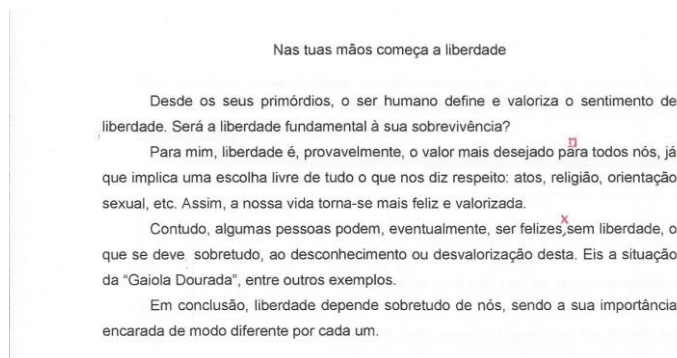 Nas tuas mãos começa a liberdade
Desde os seus primórdios, o ser humano define e valoriza o sentimento de
liberdade. Será a liberdade fundamental à sua sobrevivência?
Para mim, liberdade é, provavelmente, o valor mais desejado para todos nós, já
que implica uma escolha livre de tudo o que nos diz respeito: atos, religião, orientação
sexual, etc. Assim, a nossa vida torna-se mais feliz e valorizada.
Contudo, algumas pessoas podem, eventualmente, ser felizes, sem liberdade, o
que se deve sobretudo, ao desconhecimento ou desvalorização desta. Eis a situação
da “Gaiola Dourada”, entre outros exemplos.
Em conclusão, liberdade depende sobretudo de nós, sendo a sua importância
encarada de modo diferente por cada um.